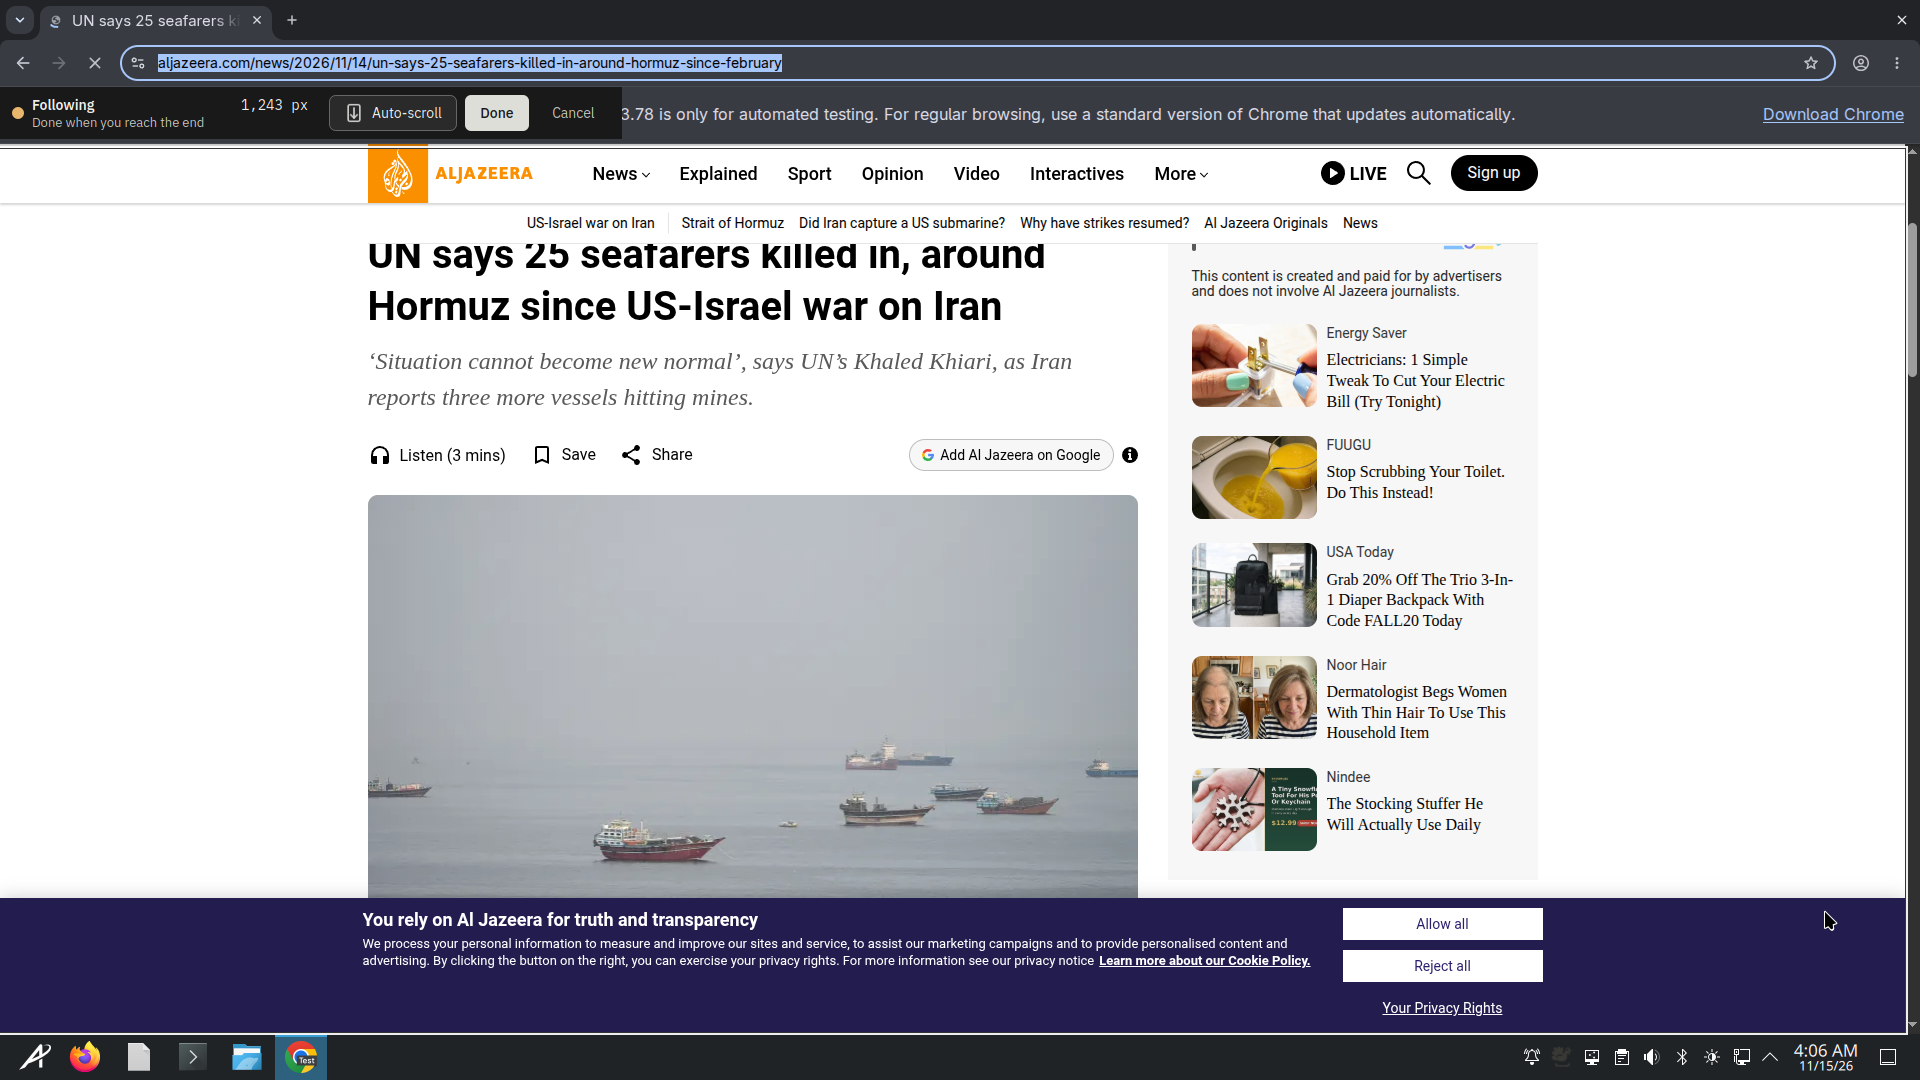 UN says 25 seafarers ki
aljazeera.com/news/2026/11/14/un-says-25-seafarers-killed-in-around-hormuz-since-february
Following
Done when you reach the end
1,243 px
Auto-scroll
Done
Cancel
3.78 is only for automated testing. For regular browsing, use a standard version of Chrome that updates automatically.
Download Chrome
ALJAZEERA
News
Explained
Sport
Opinion
Video
Interactives
More
LIVE
Sign up
US-Israel war on Iran
Strait of Hormuz
Did Iran capture a US submarine?
Why have strikes resumed?
Al Jazeera Originals
News
UN says 25 seafarers killed in, around
Hormuz since US-Israel war on Iran
‘Situation cannot become new normal’, says UN’s Khaled Khiari, as Iran
reports three more vessels hitting mines.
Listen (3 mins)
Save
Share
Add Al Jazeera on Google
This content is created and paid for by advertisers
and does not involve Al Jazeera journalists.
Energy Saver
Electricians: 1 Simple
Tweak To Cut Your Electric
Bill (Try Tonight)
FUUGU
Stop Scrubbing Your Toilet.
Do This Instead!
USA Today
Grab 20% Off The Trio 3-In-
1 Diaper Backpack With
Code FALL20 Today
Noor Hair
Dermatologist Begs Women
With Thin Hair To Use This
Household Item
Nindee
The Stocking Stuffer He
Will Actually Use Daily
A Tiny Snowfl
Tool For His P
Or Keychain
$12.99
You rely on Al Jazeera for truth and transparency
We process your personal information to measure and improve our sites and service, to assist our marketing campaigns and to provide personalised content and
advertising. By clicking the button on the right, you can exercise your privacy rights. For more information see our privacy notice Learn more about our Cookie Policy.
Allow all
Reject all
Your Privacy Rights
Test
4:06 AM
11/15/26